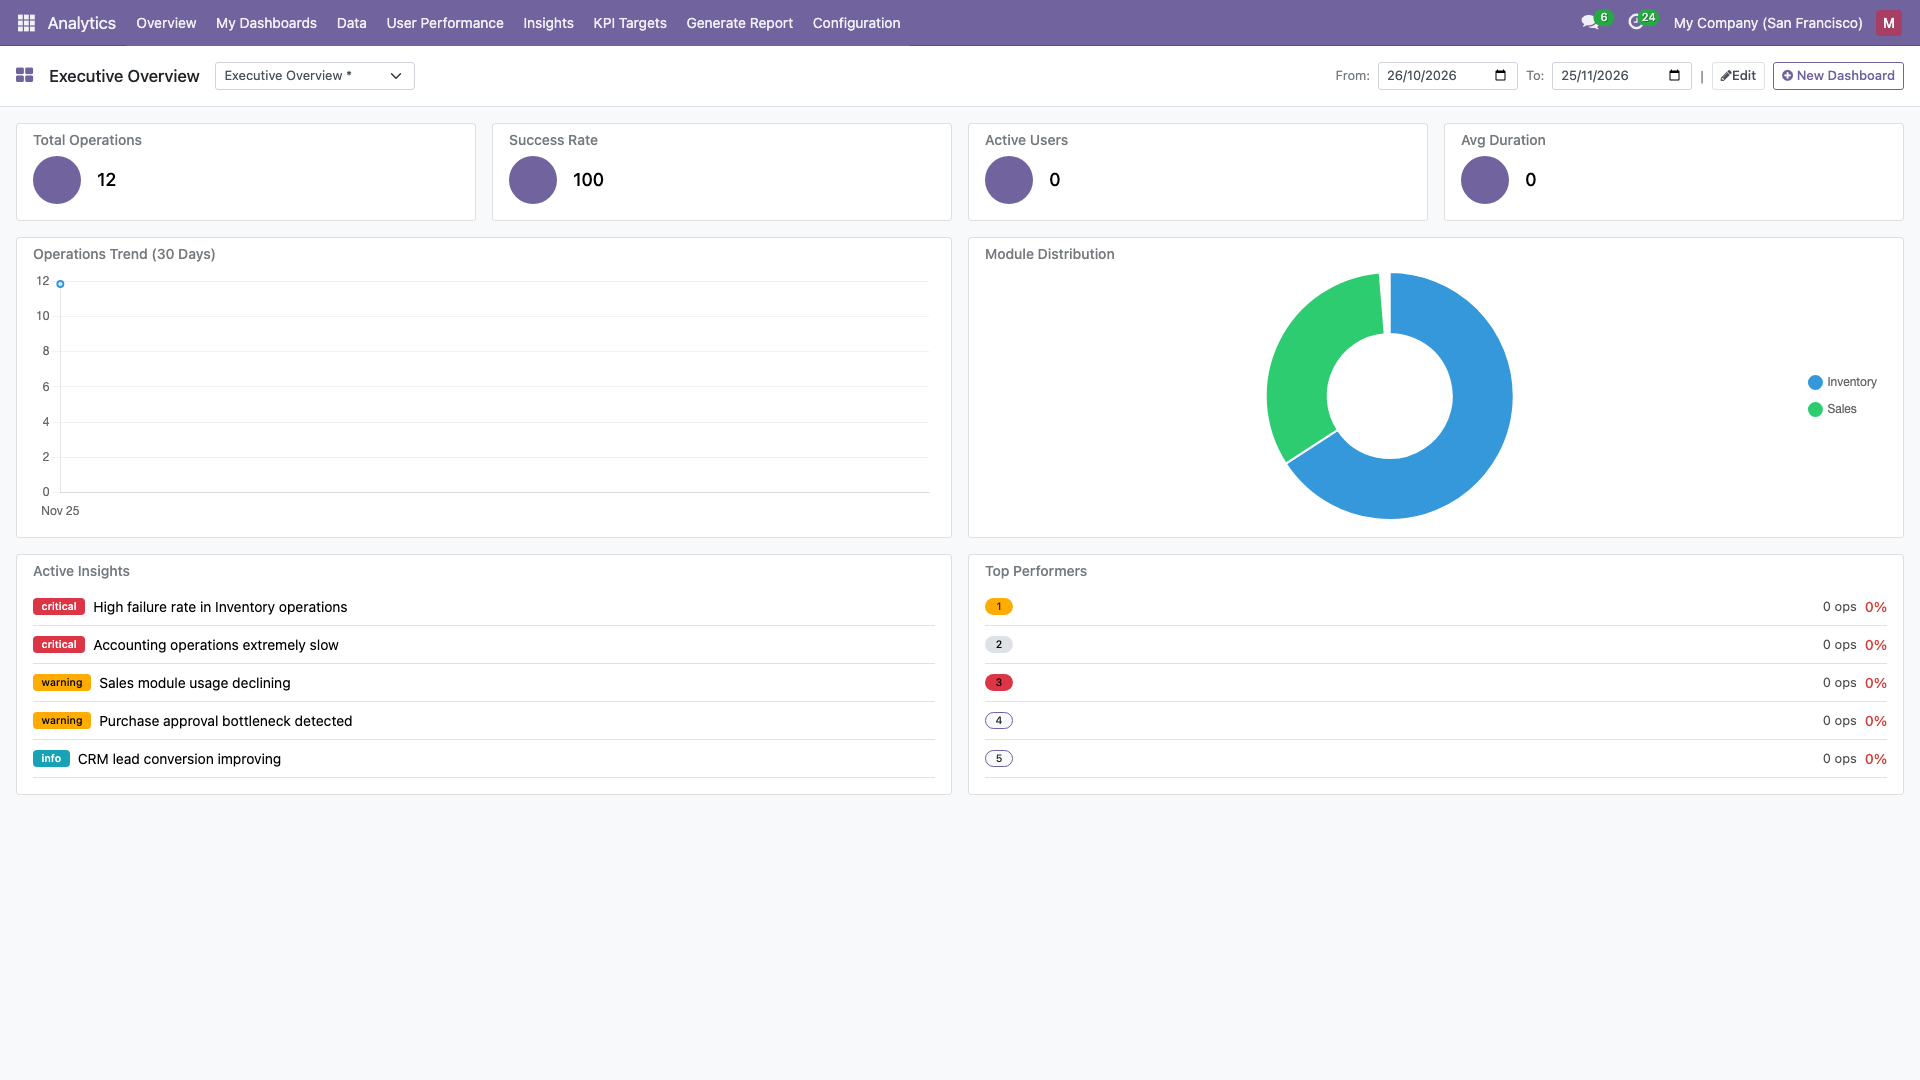 Analytics Overview My Dashboards Data User Performance Insights KPI Targets Generate Report Configuration 6 24 My Company (San Francisco) M
Executive Overview Executive Overview * From: 26/10/2026 To: 25/11/2026 | Edit New Dashboard
Total Operations
12
Success Rate
100
Active Users
0
Avg Duration
0
Operations Trend (30 Days)
12
10
8
6
4
2
0
Nov 25
Module Distribution
Inventory
Sales
Active Insights
critical High failure rate in Inventory operations
critical Accounting operations extremely slow
warning Sales module usage declining
warning Purchase approval bottleneck detected
info CRM lead conversion improving
Top Performers
1 0 ops 0%
2 0 ops 0%
3 0 ops 0%
4 0 ops 0%
5 0 ops 0%